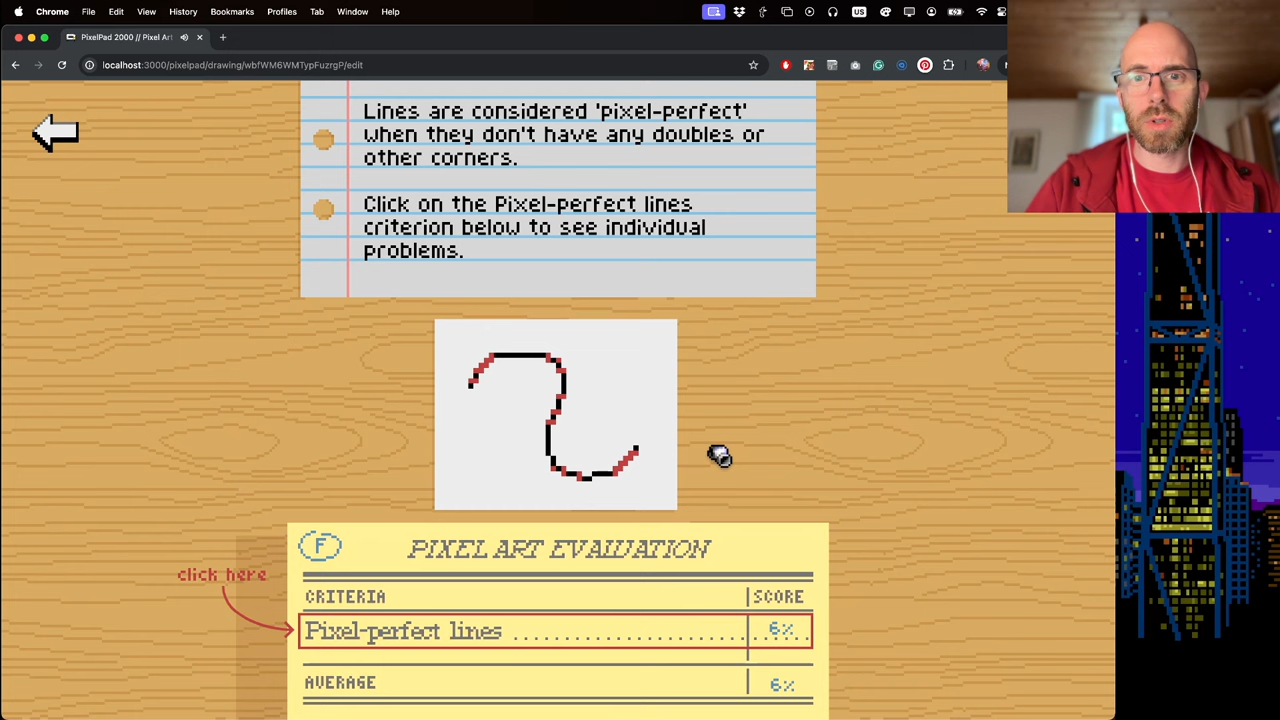 Chrome File Edit View History Bookmarks Profiles Tab Window Help US
PixelPad 2000 // Pixel Art
localhost:3000/pixelpad/drawing/wbfWM6WMTypFuzrgP/edit
Lines are considered 'pixel-perfect'
when they don't have any doubles or
other corners.
Click on the Pixel-perfect lines
criterion below to see individual
problems.
F PIXEL ART EVALUATION
click here
CRITERIA SCORE
Pixel-perfect lines ........................ 6%
AVERAGE 6%